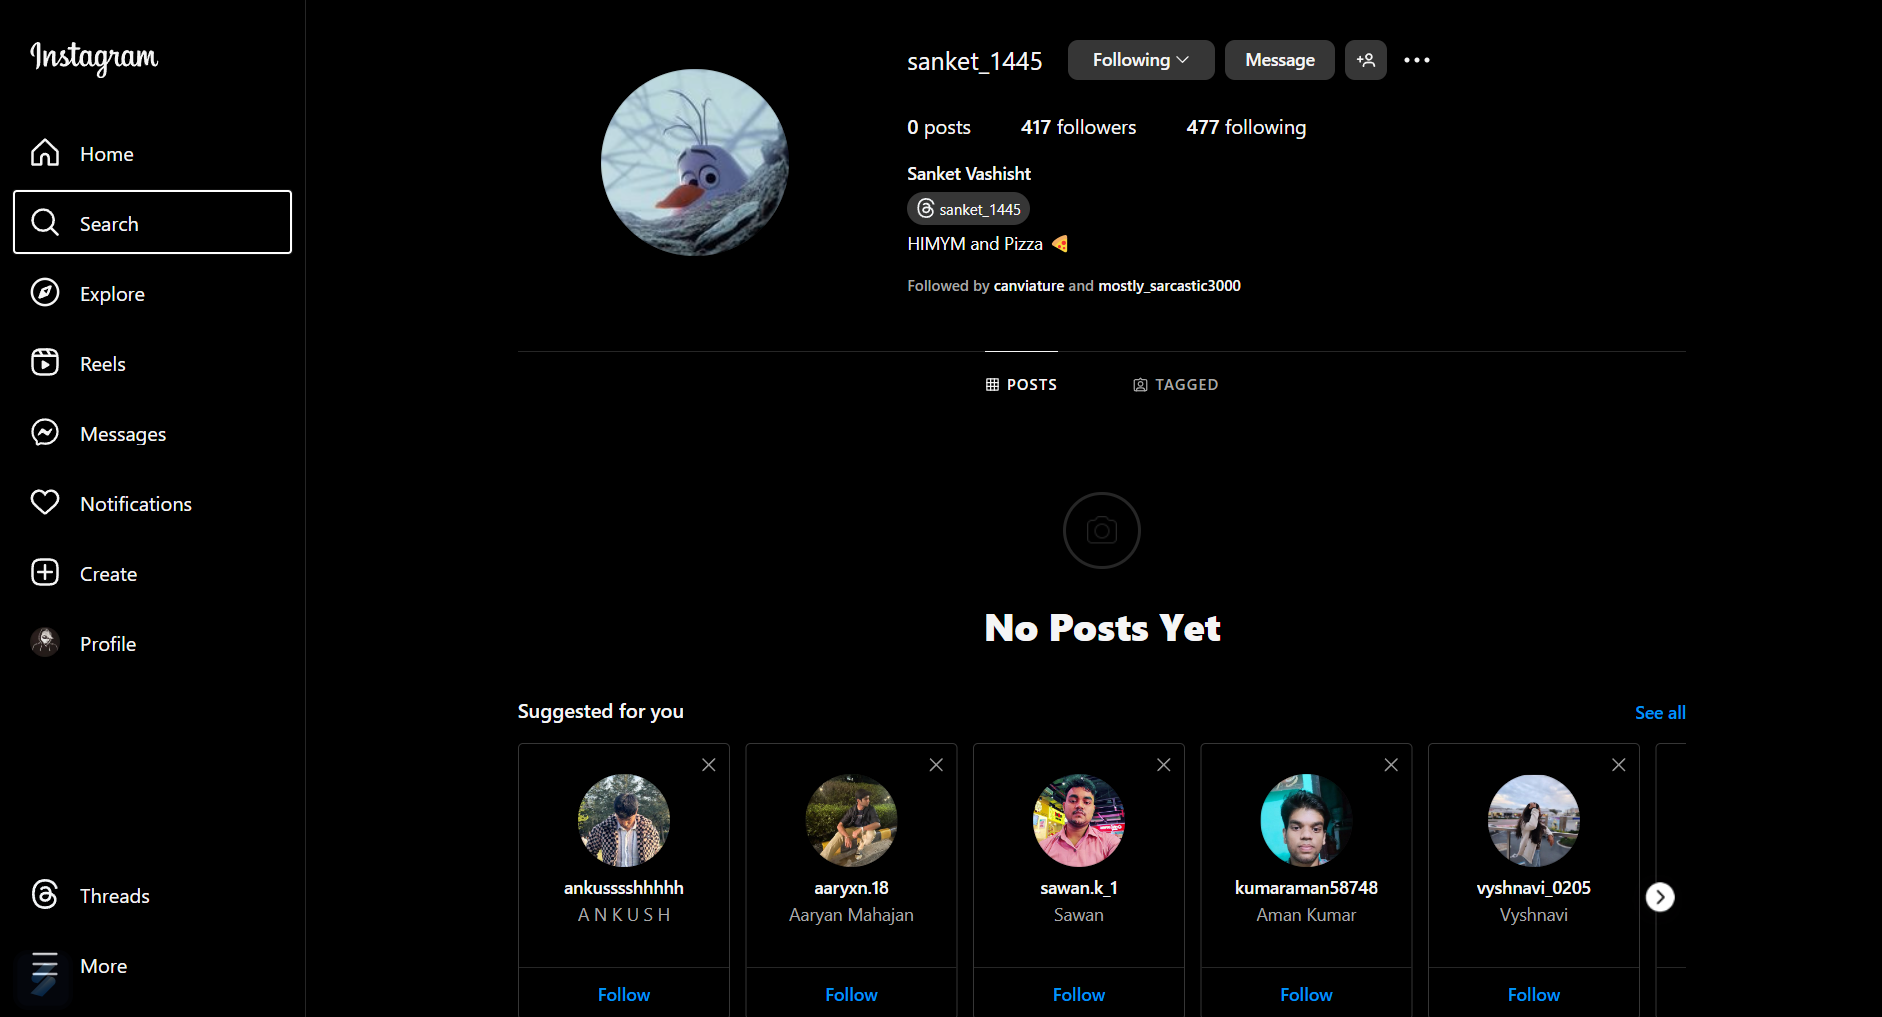 Instagram
Home
Search
Explore
Reels
Messages
Notifications
Create
Profile
Threads
More
sanket_1445 Following Message
0 posts 417 followers 477 following
Sanket Vashisht
sanket_1445
HIMYM and Pizza 🍕
Followed by canviature and mostly_sarcastic3000
POSTS TAGGED
No Posts Yet
Suggested for you See all
ankusssshhhhh aaryxn.18 sawan.k_1 kumaraman58748 vyshnavi_0205
A N K U S H Aaryan Mahajan Sawan Aman Kumar Vyshnavi
Follow Follow Follow Follow Follow